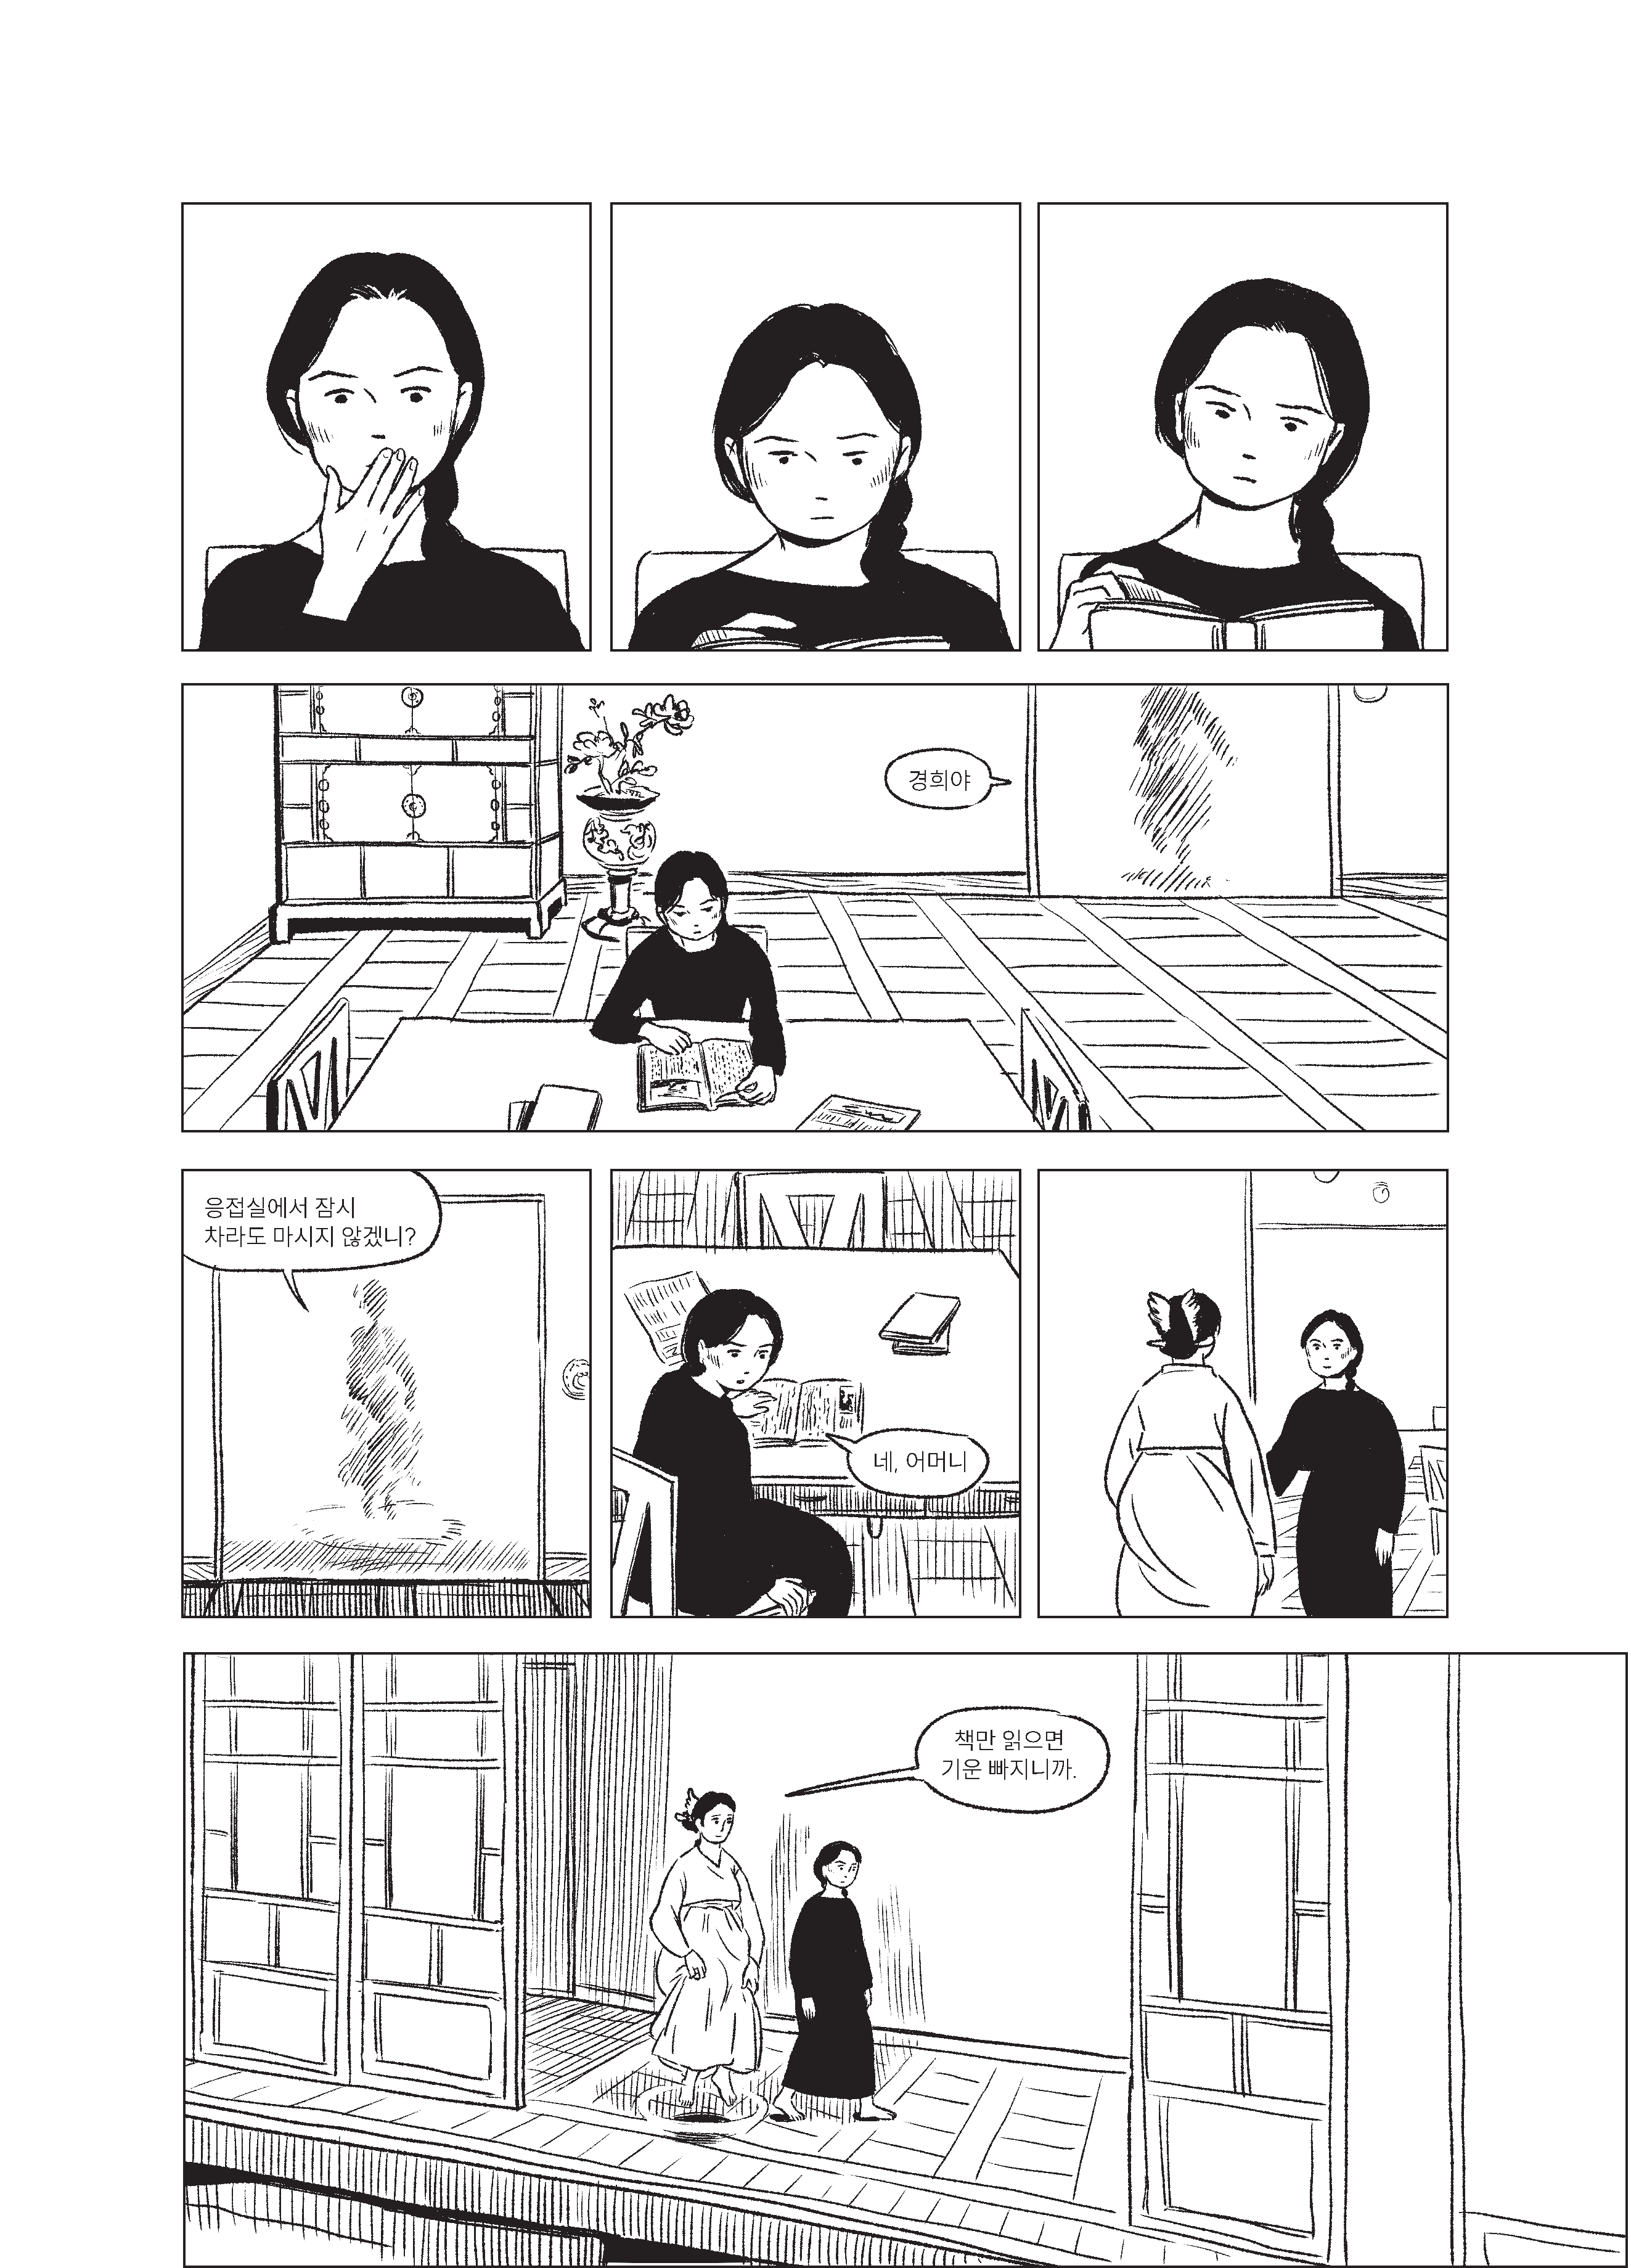 경희야
응접실에서 잠시
차라도 마시지 않겠니?
네, 어머니
책만 읽으면
기운 빠지니까.